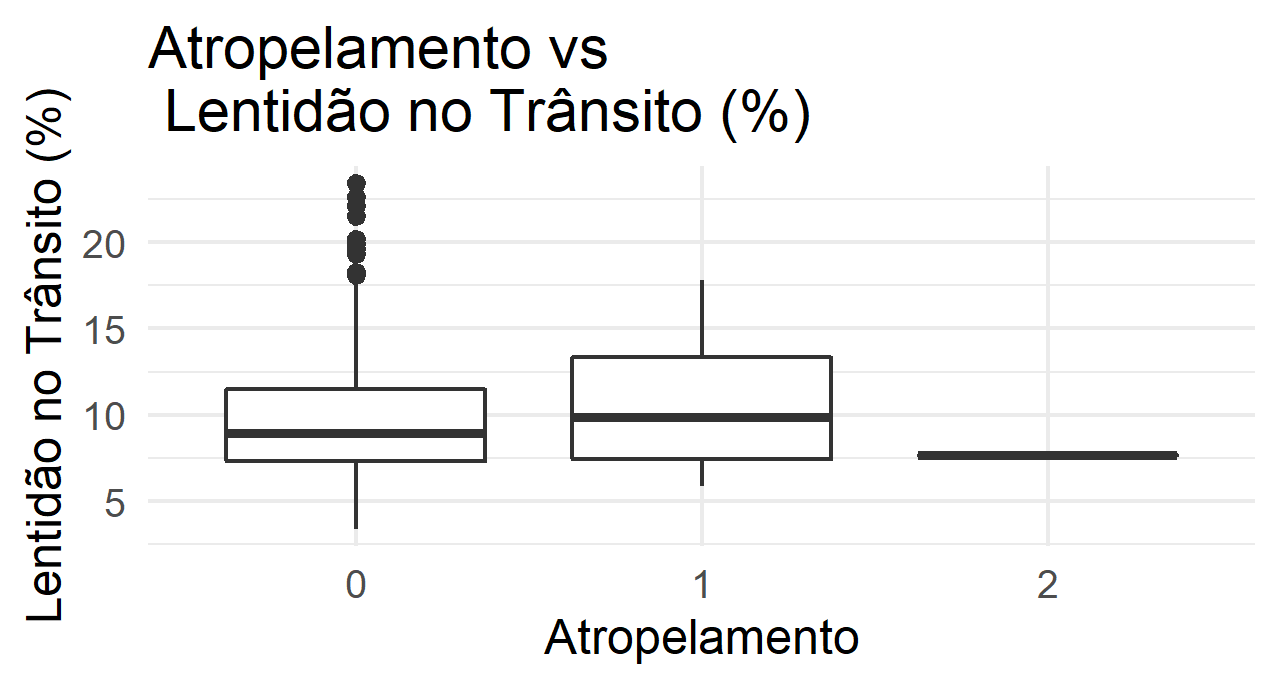 Atropelamento vs
Lentidão no Trânsito (%)
Lentidão no Trânsito (%)
20
15
10
5
0 1 2
Atropelamento